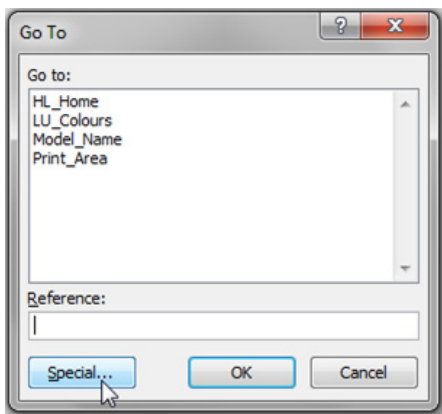 Go To
Go to:
HL_Home
LU_Colours
Model_Name
Print_Area
Reference:
Special...
OK
Cancel